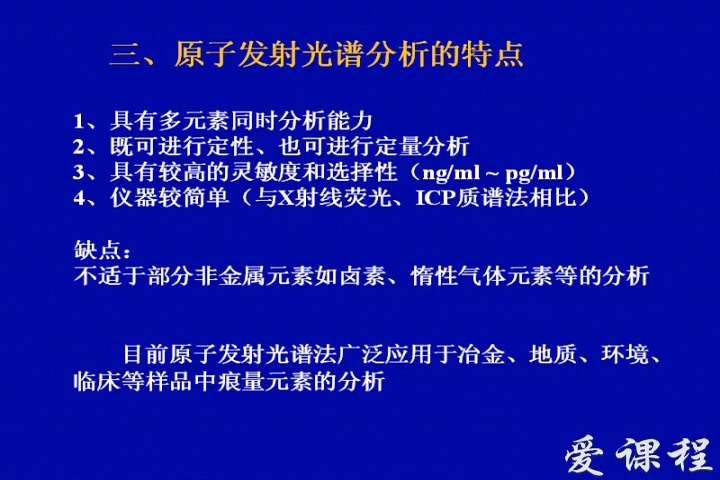 三、原子发射光谱分析的特点
1、具有多元素同时分析能力
2、既可进行定性、也可进行定量分析
3、具有较高的灵敏度和选择性（ng/ml ~ pg/ml）
4、仪器较简单（与X射线荧光、ICP质谱法相比）
缺点：
不适于部分非金属元素如卤素、惰性气体元素等的分析
目前原子发射光谱法广泛应用于冶金、地质、环境、
临床等样品中痕量元素的分析
爱课程